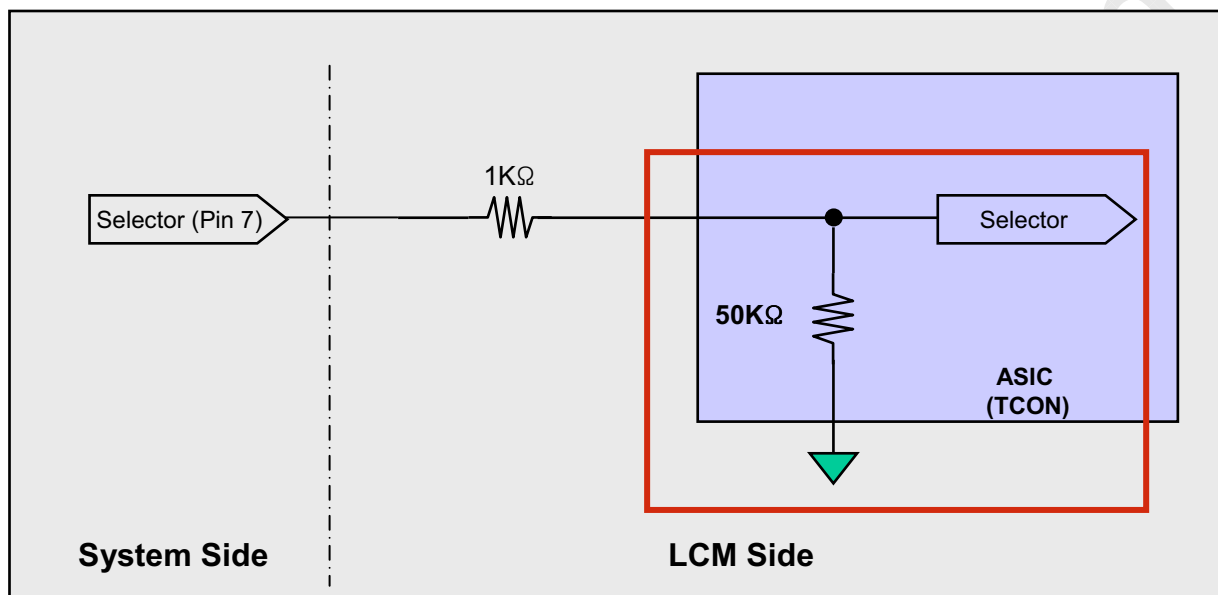 1KΩ
Selector (Pin 7)
Selector
50KΩ
ASIC
(TCON)
System Side
LCM Side